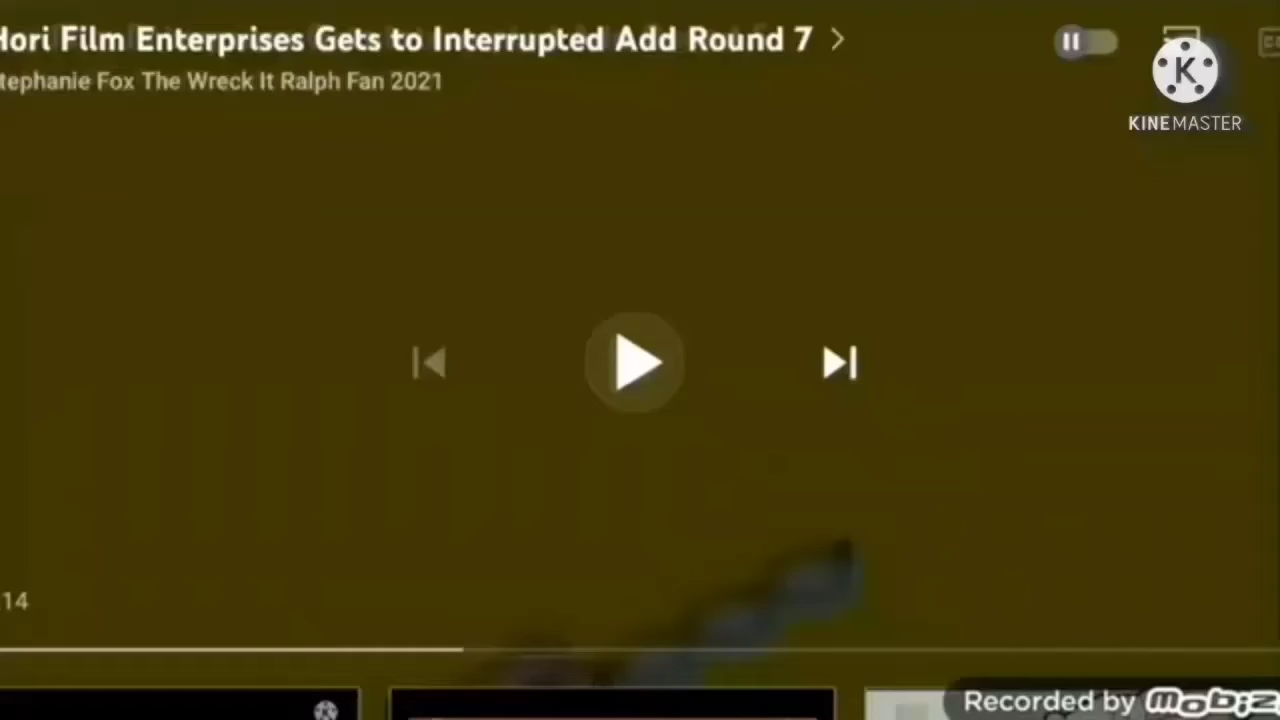 Hori Film Enterprises Gets to Interrupted Add Round 7
tephanie Fox The Wreck It Ralph Fan 2021
K
KINEMASTER
14
Recorded by mobiz